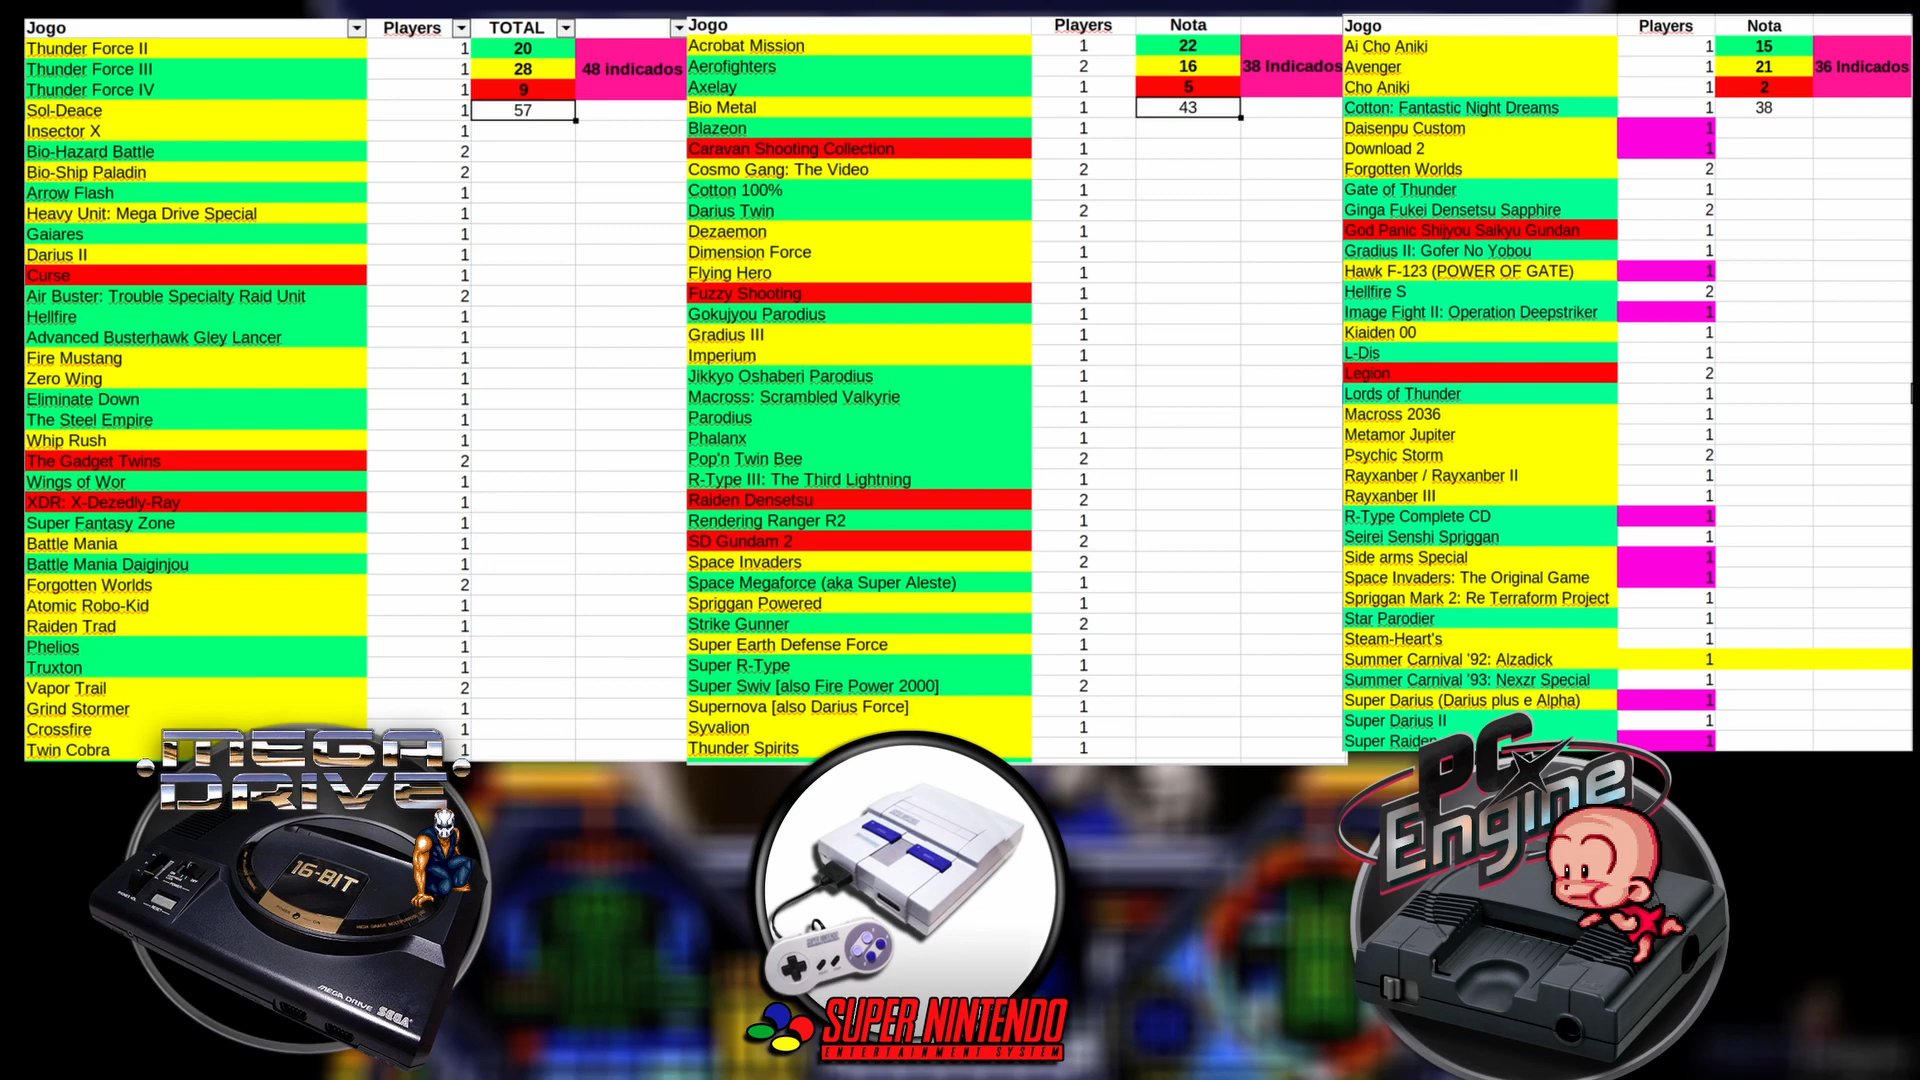 Jogo Players TOTAL
Thunder Force II 1 20
Thunder Force III 1 28 48 indicados
Thunder Force IV 1 9
Sol-Deace 1 57
Insector X 1
Bio-Hazard Battle 2
Bio-Ship Paladin 2
Arrow Flash 1
Heavy Unit: Mega Drive Special 1
Gaiares 1
Darius II 1
Curse 1
Air Buster: Trouble Specialty Raid Unit 2
Hellfire 1
Advanced Busterhawk Gley Lancer 1
Fire Mustang 1
Zero Wing 1
Eliminate Down 1
The Steel Empire 1
Whip Rush 1
The Gadget Twins 2
Wings of Wor 1
XDR: X-Dezedly-Ray 1
Super Fantasy Zone 1
Battle Mania 1
Battle Mania Daiginjou 1
Forgotten Worlds 2
Atomic Robo-Kid 1
Raiden Trad 1
Phelios 1
Truxton 1
Vapor Trail 2
Grind Stormer 1
Crossfire 1
Twin Cobra 1
Jogo Players Nota
Acrobat Mission 1 22
Aerofighters 2 16 38 Indicados
Axelay 1 5
Bio Metal 1 43
Blazeon 1
Caravan Shooting Collection 1
Cosmo Gang: The Video 2
Cotton 100% 1
Darius Twin 2
Dezaemon 1
Dimension Force 1
Flying Hero 1
Fuzzy Shooting 1
Gokujyou Parodius 1
Gradius III 1
Imperium 1
Jikkyo Oshaberi Parodius 1
Macross: Scrambled Valkyrie 1
Parodius 1
Phalanx 1
Pop'n Twin Bee 2
R-Type III: The Third Lightning 1
Raiden Densetsu 2
Rendering Ranger R2 1
SD Gundam 2 2
Space Invaders 2
Space Megaforce (aka Super Aleste) 1
Spriggan Powered 1
Strike Gunner 2
Super Earth Defense Force 1
Super R-Type 1
Super Swiv [also Fire Power 2000] 2
Supernova [also Darius Force] 1
Syvalion 1
Thunder Spirits 1
Jogo Players Nota
Ai Cho Aniki 1 15
Avenger 1 21 36 Indicados
Cho Aniki 1 2
Cotton: Fantastic Night Dreams 1 38
Daisenpu Custom 1
Download 2 1
Forgotten Worlds 2
Gate of Thunder 1
Ginga Fukei Densetsu Sapphire 2
God Panic Shijyou Saikyu Gundan 1
Gradius II: Gofer No Yobou 1
Hawk F-123 (POWER OF GATE) 1
Hellfire S 2
Image Fight II: Operation Deepstriker 1
Kiaiden 00 1
L-Dis 1
Legion 2
Lords of Thunder 1
Macross 2036 1
Metamor Jupiter 1
Psychic Storm 2
Rayxanber / Rayxanber II 1
Rayxanber III 1
R-Type Complete CD 1
Seirei Senshi Spriggan 1
Side arms Special 1
Space Invaders: The Original Game 1
Spriggan Mark 2: Re Terraform Project 1
Star Parodier 1
Steam-Heart's 1
Summer Carnival '92: Alzadick 1
Summer Carnival '93: Nexzr Special 1
Super Darius (Darius plus e Alpha) 1
Super Darius II 1
Super Raiden 1
MEGA
DRIVE
16-BIT
MEGA DRIVE SEGA
SUPER NINTENDO
ENTERTAINMENT SYSTEM
PC
Engine